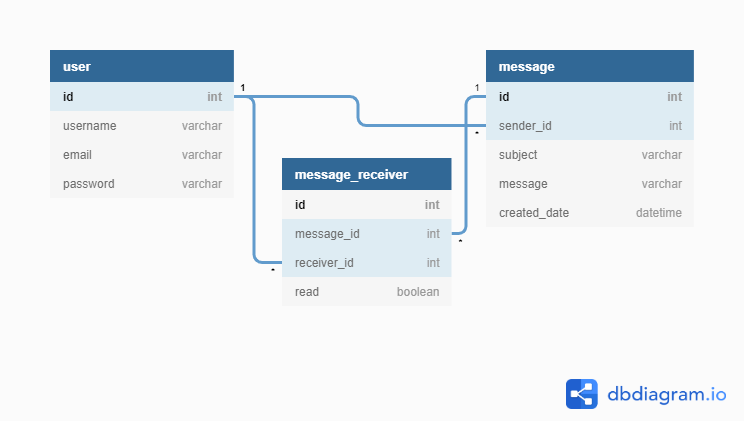 user
id int
username varchar
email varchar
password varchar
1
message
id int
sender_id int
subject varchar
message varchar
created_date datetime
1
*
message_receiver
id int
message_id int
receiver_id int
read boolean
*
*
dbdiagram.io